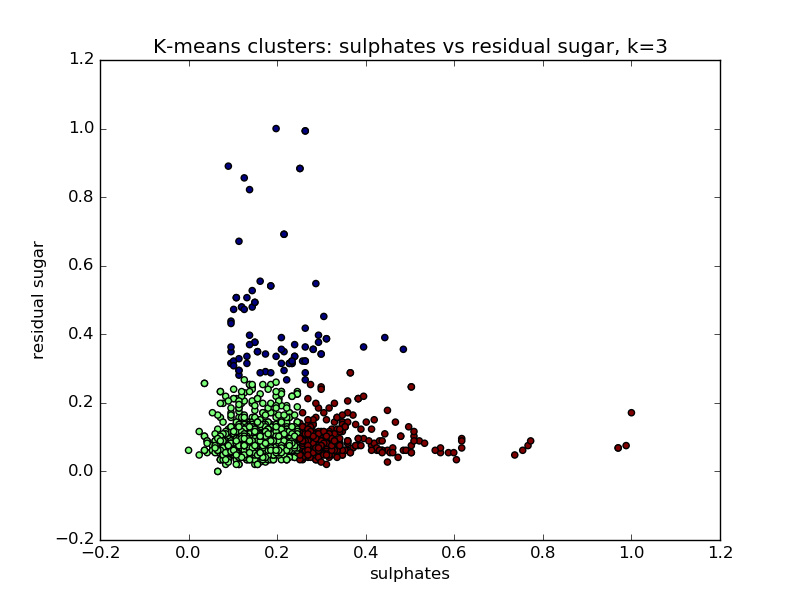 K-means clusters: sulphates vs residual sugar, k=3
1.2
1.0
0.8
0.6
0.4
0.2
0.0
−0.2
residual sugar
−0.2 0.0 0.2 0.4 0.6 0.8 1.0 1.2
sulphates